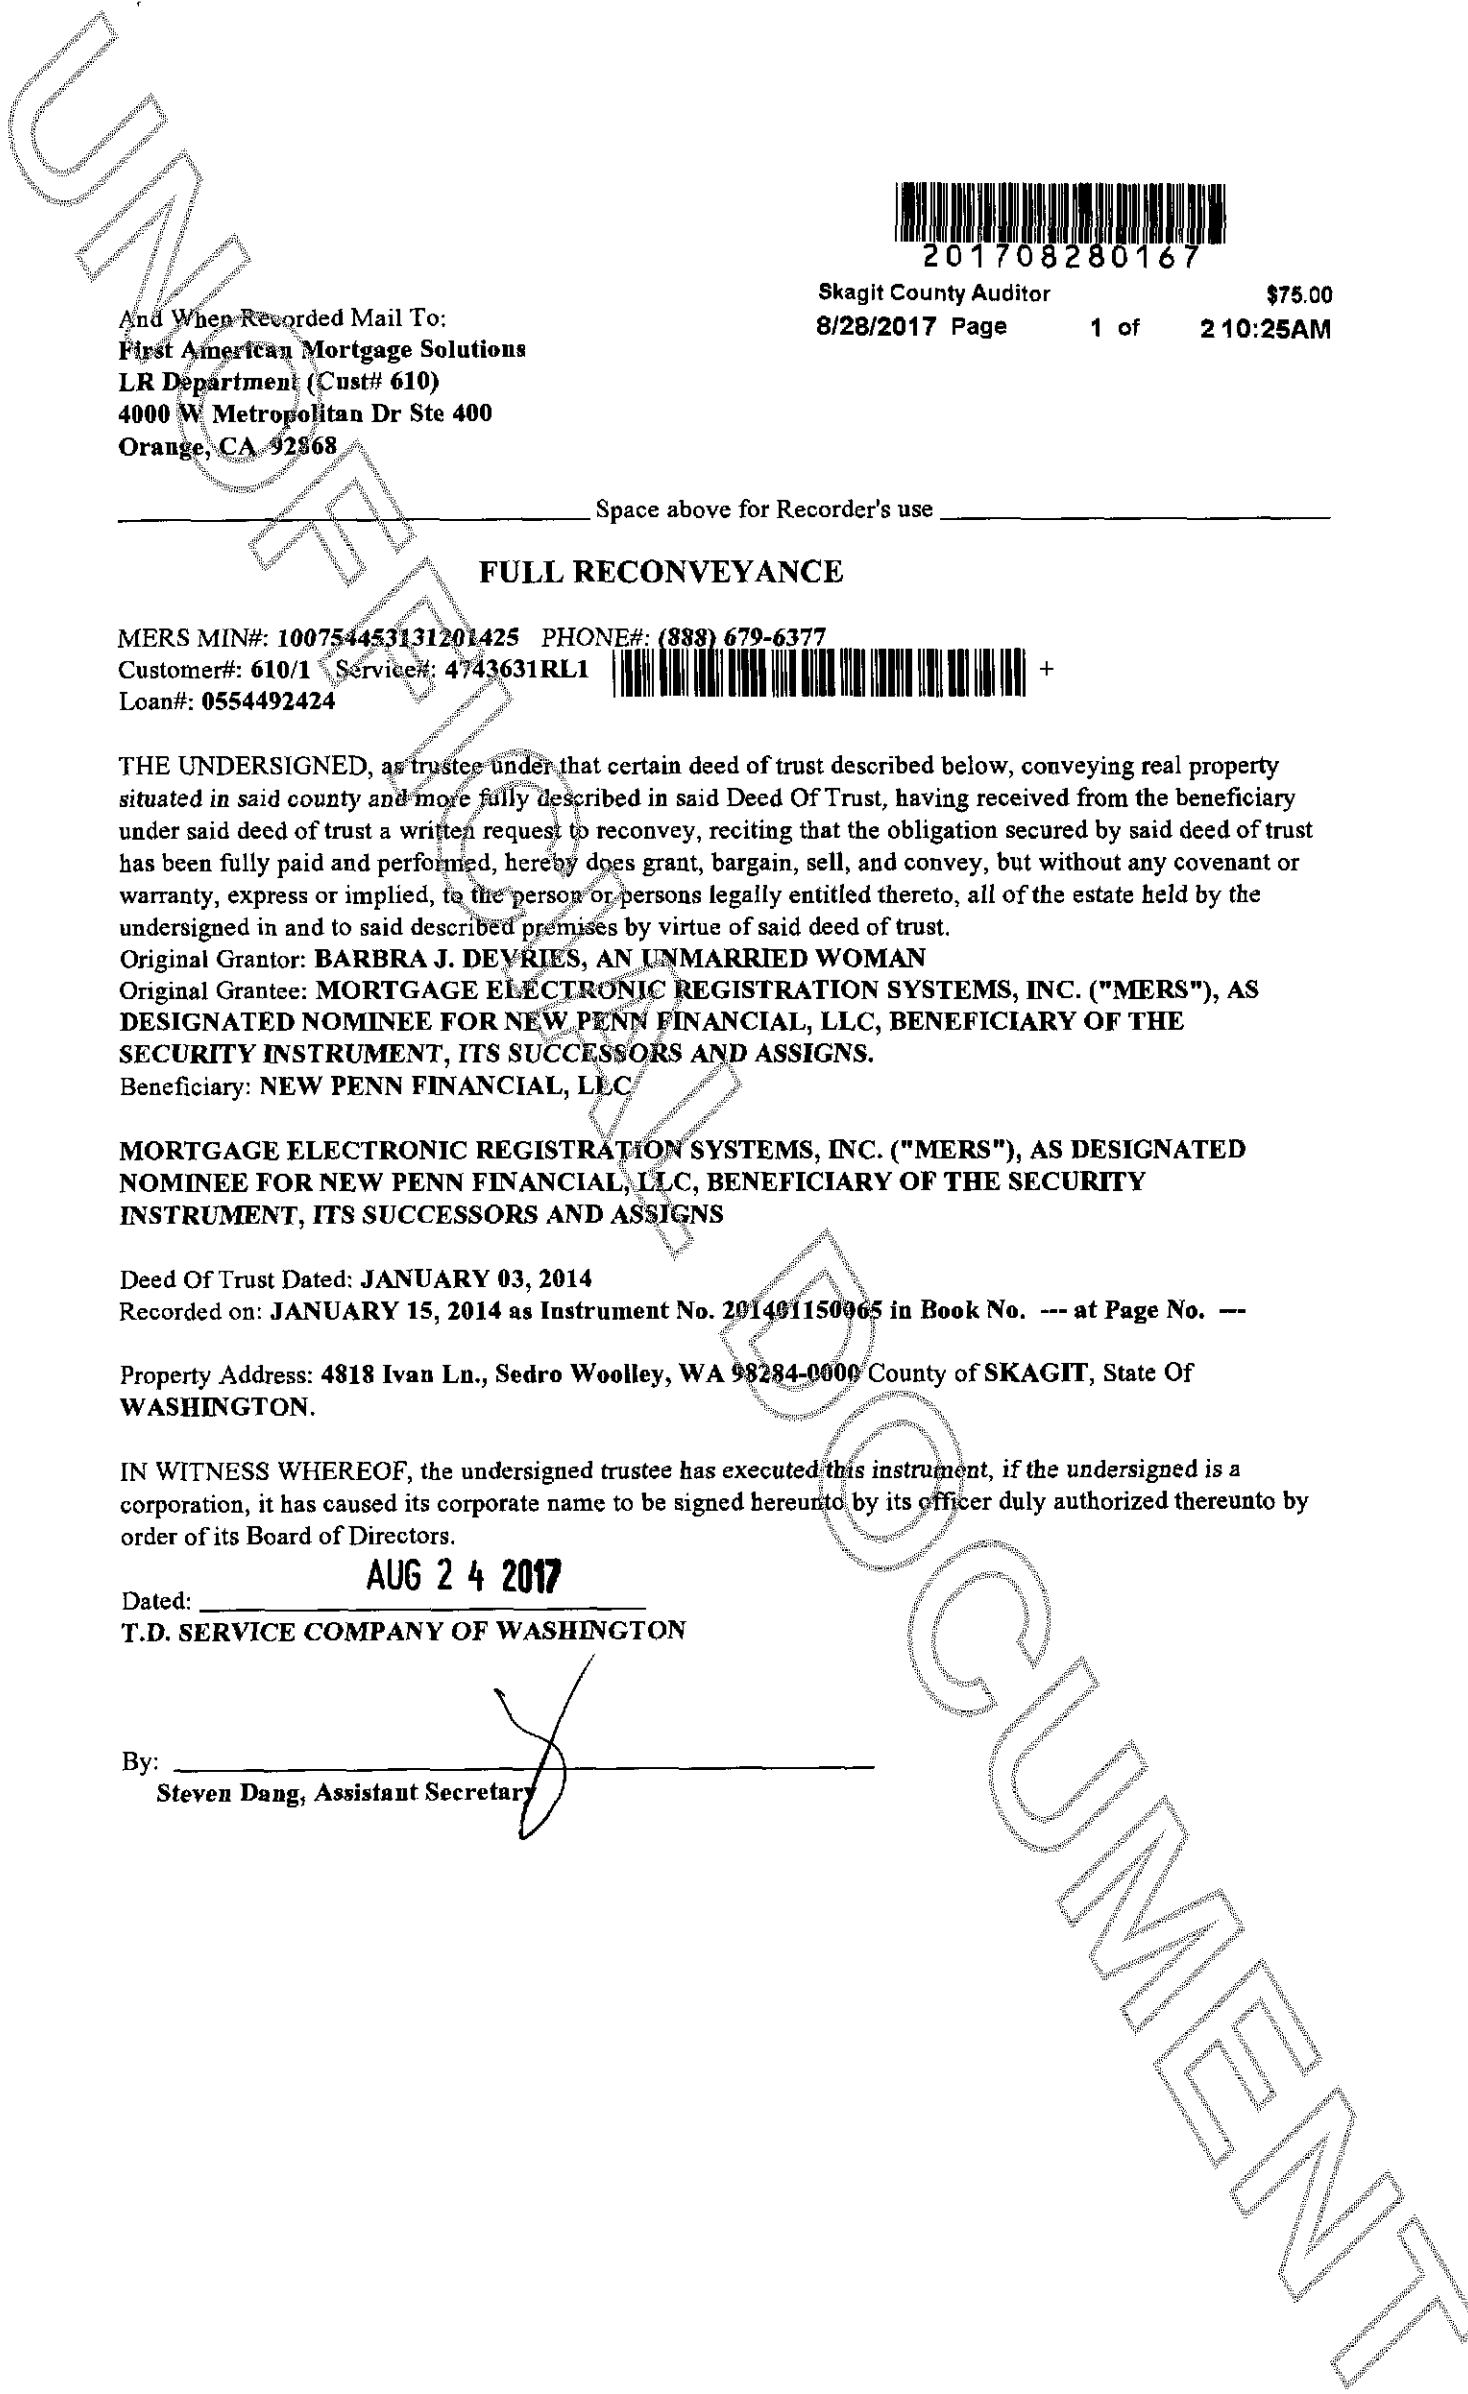 201708280167
Skagit County Auditor $75.00
8/28/2017 Page 1 of 2 10:25AM
And When Recorded Mail To:
First American Mortgage Solutions
LR Department (Cust# 610)
4000 W Metropolitan Dr Ste 400
Orange, CA 92868
Space above for Recorder's use
FULL RECONVEYANCE
MERS MIN#: 100754453131201425 PHONE#: (888) 679-6377
Customer#: 610/1 Service#: 4743631RL1 +
Loan#: 0554492424
THE UNDERSIGNED, as trustee under that certain deed of trust described below, conveying real property
situated in said county and more fully described in said Deed Of Trust, having received from the beneficiary
under said deed of trust a written request to reconvey, reciting that the obligation secured by said deed of trust
has been fully paid and performed, hereby does grant, bargain, sell, and convey, but without any covenant or
warranty, express or implied, to the person or persons legally entitled thereto, all of the estate held by the
undersigned in and to said described premises by virtue of said deed of trust.
Original Grantor: BARBRA J. DEVRIES, AN UNMARRIED WOMAN
Original Grantee: MORTGAGE ELECTRONIC REGISTRATION SYSTEMS, INC. ("MERS"), AS
DESIGNATED NOMINEE FOR NEW PENN FINANCIAL, LLC, BENEFICIARY OF THE
SECURITY INSTRUMENT, ITS SUCCESSORS AND ASSIGNS.
Beneficiary: NEW PENN FINANCIAL, LLC
MORTGAGE ELECTRONIC REGISTRATION SYSTEMS, INC. ("MERS"), AS DESIGNATED
NOMINEE FOR NEW PENN FINANCIAL, LLC, BENEFICIARY OF THE SECURITY
INSTRUMENT, ITS SUCCESSORS AND ASSIGNS
Deed Of Trust Dated: JANUARY 03, 2014
Recorded on: JANUARY 15, 2014 as Instrument No. 201401150065 in Book No. --- at Page No. ---
Property Address: 4818 Ivan Ln., Sedro Woolley, WA 98284-0000 County of SKAGIT, State Of
WASHINGTON.
IN WITNESS WHEREOF, the undersigned trustee has executed this instrument, if the undersigned is a
corporation, it has caused its corporate name to be signed hereunto by its officer duly authorized thereunto by
order of its Board of Directors.
Dated: AUG 24 2017
T.D. SERVICE COMPANY OF WASHINGTON
By:
Steven Dang, Assistant Secretary
UNOFFICIAL DOCUMENT